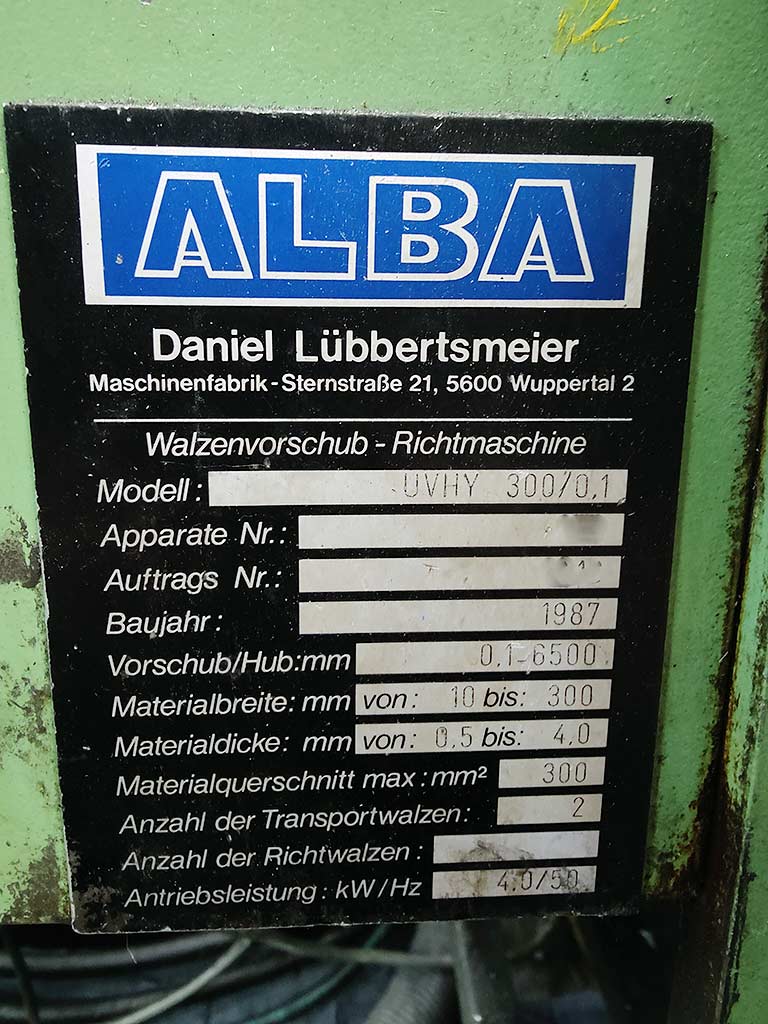 ALBA
Daniel Lübbertsmeier
Maschinenfabrik - Sternstraße 21, 5600 Wuppertal 2
Walzenvorschub - Richtmaschine
Modell: UVHY 300/0,1
Apparate Nr.:
Auftrags Nr.:
Baujahr: 1987
Vorschub/Hub: mm 0,1-6500
Materialbreite: mm von: 10 bis: 300
Materialdicke: mm von: 0,5 bis: 4,0
Materialquerschnitt max: mm² 300
Anzahl der Transportwalzen: 2
Anzahl der Richtwalzen:
Antriebsleistung: kW/Hz 4,0/50